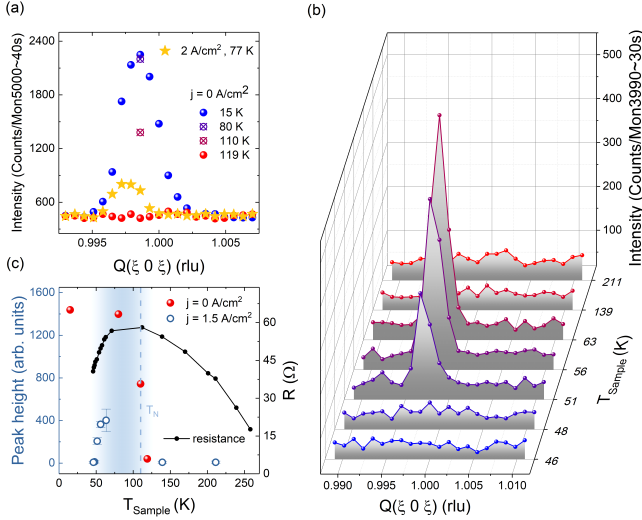 (a)
2400
1800
1200
600
Intensity (Counts/Mon5000~40s)
2 A/cm², 77 K
j = 0 A/cm²
15 K
80 K
110 K
119 K
0.995
1.000
1.005
Q(ξ 0 ξ) (rlu)
(b)
500
400
300
200
100
Intensity (Counts/Mon3990~30s)
211
139
63
56
51
48
46
T_Sample (K)
0.990
0.995
1.000
1.005
1.010
Q(ξ 0 ξ) (rlu)
(c)
1600
1200
800
400
0
Peak height (arb. units)
j = 0 A/cm²
j = 1.5 A/cm²
T_N
resistance
60
45
30
15
0
R (Ω)
0
50
100
150
200
250
T_Sample (K)